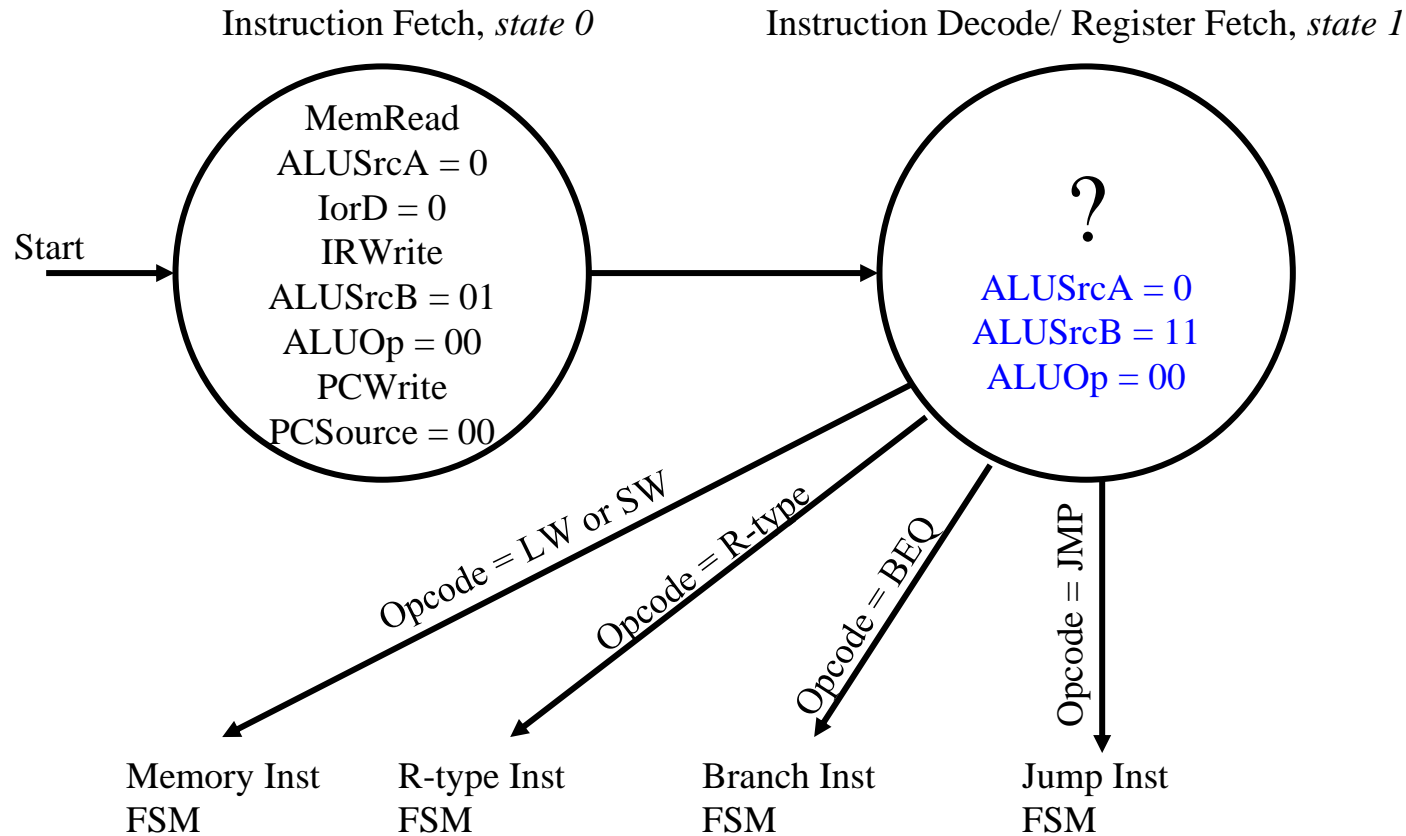 Instruction Fetch, state 0
Instruction Decode/ Register Fetch, state 1
Start
MemRead
ALUSrcA = 0
IorD = 0
IRWrite
ALUSrcB = 01
ALUOp = 00
PCWrite
PCSource = 00
?
ALUSrcA = 0
ALUSrcB = 11
ALUOp = 00
Opcode = LW or SW
Opcode = R-type
Opcode = BEQ
Opcode = JMP
Memory Inst
FSM
R-type Inst
FSM
Branch Inst
FSM
Jump Inst
FSM